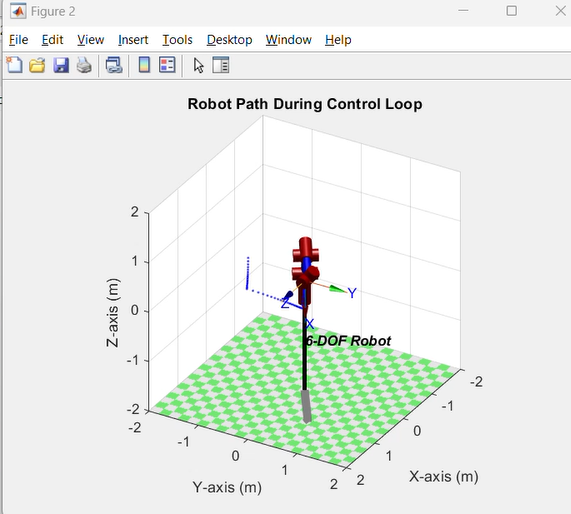 Figure 2
File Edit View Insert Tools Desktop Window Help
Robot Path During Control Loop
2
1
0
-1
-2
Z-axis (m)
Y
Z
X
6-DOF Robot
-2
-1
0
1
2
Y-axis (m)
-2
-1
0
1
2
X-axis (m)